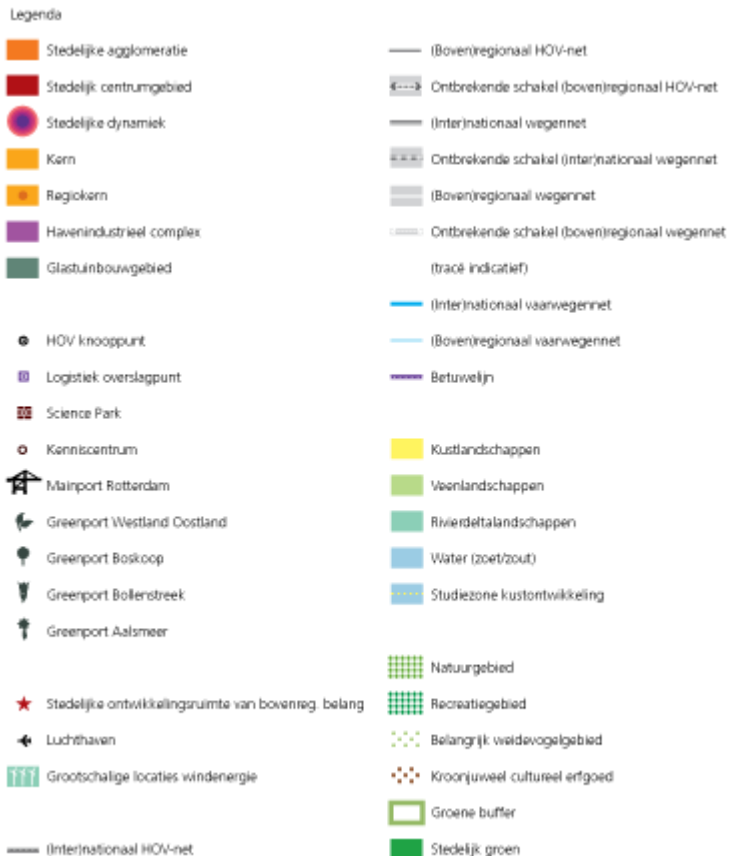 Legenda
Stedelijke agglomeratie
Stedelijk centrumgebied
Stedelijke dynamiek
Kern
Regiokern
Havenindustrieel complex
Glastuinbouwgebied
HOV knooppunt
Logistiek overslagpunt
Science Park
Kenniscentrum
Mainport Rotterdam
Greenport Westland Oostland
Greenport Boskoop
Greenport Bollenstreek
Greenport Aalsmeer
Stedelijke ontwikkelingsruimte van bovenreg. belang
Luchthaven
Grootschalige locaties windenergie
(Inter)nationaal HOV-net
(Boven)regionaal HOV-net
Ontbrekende schakel (boven)regionaal HOV-net
(Inter)nationaal wegennet
Ontbrekende schakel (inter)nationaal wegennet
(Boven)regionaal wegennet
Ontbrekende schakel (boven)regionaal wegennet
(tracé indicatief)
(Inter)nationaal vaarwegennet
(Boven)regionaal vaarwegennet
Betuwelijn
Kustlandschappen
Veenlandschappen
Rivierdeltalandschappen
Water (zoet/zout)
Studiezone kustontwikkeling
Natuurgebied
Recreatiegebied
Belangrijk weidevogelgebied
Kroonjuweel cultureel erfgoed
Groene buffer
Stedelijk groen